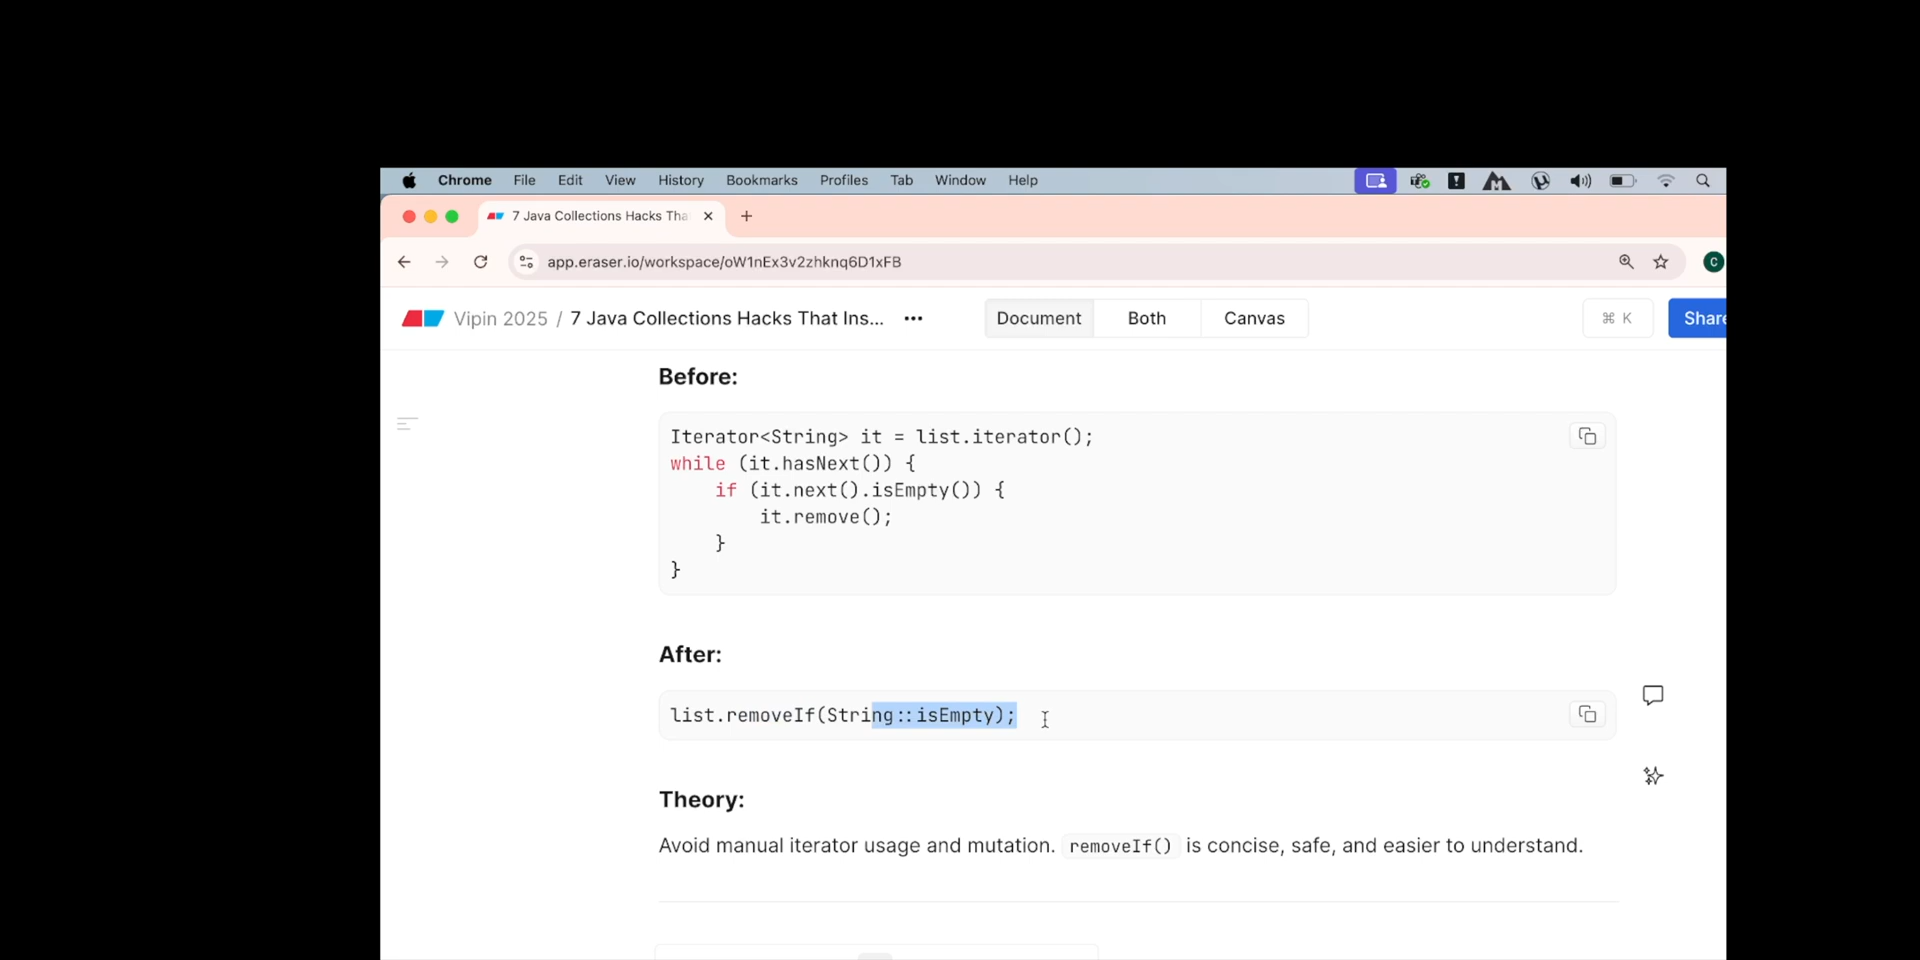 Chrome File Edit View History Bookmarks Profiles Tab Window Help
7 Java Collections Hacks Tha
app.eraser.io/workspace/oW1nEx3v2zhknq6D1xFB
C
Vipin 2025 / 7 Java Collections Hacks That Ins... ••• Document Both Canvas ⌘ K Share
Before:
Iterator<String> it = list.iterator();
while (it.hasNext()) {
    if (it.next().isEmpty()) {
        it.remove();
    }
}
After:
list.removeIf(String::isEmpty);
Theory:
Avoid manual iterator usage and mutation. removeIf() is concise, safe, and easier to understand.